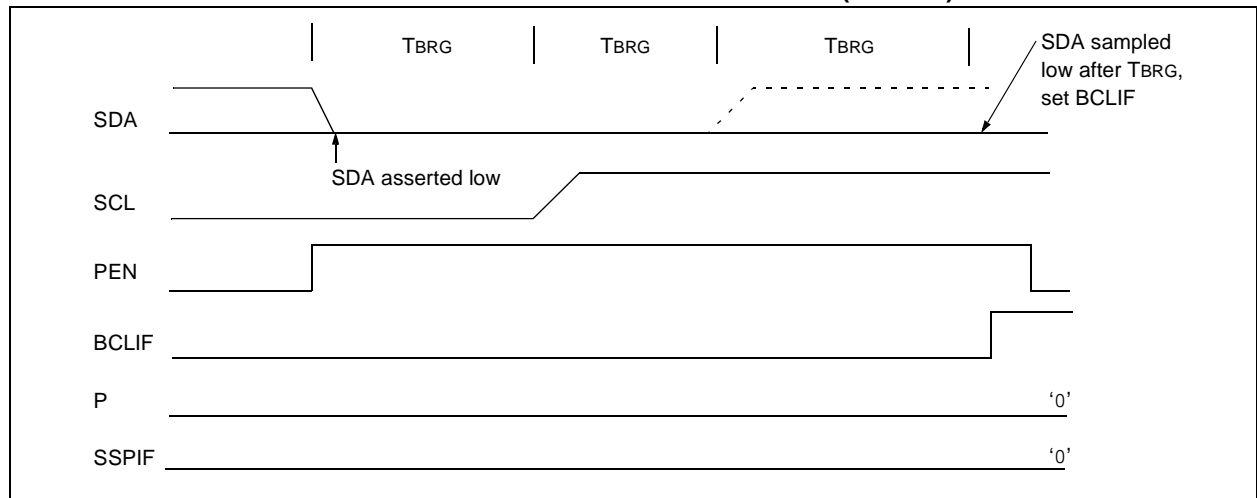 TBRG TBRG TBRG
SDA sampled
low after TBRG,
set BCLIF
SDA
SDA asserted low
SCL
PEN
BCLIF
P ‘0’
SSPIF ‘0’